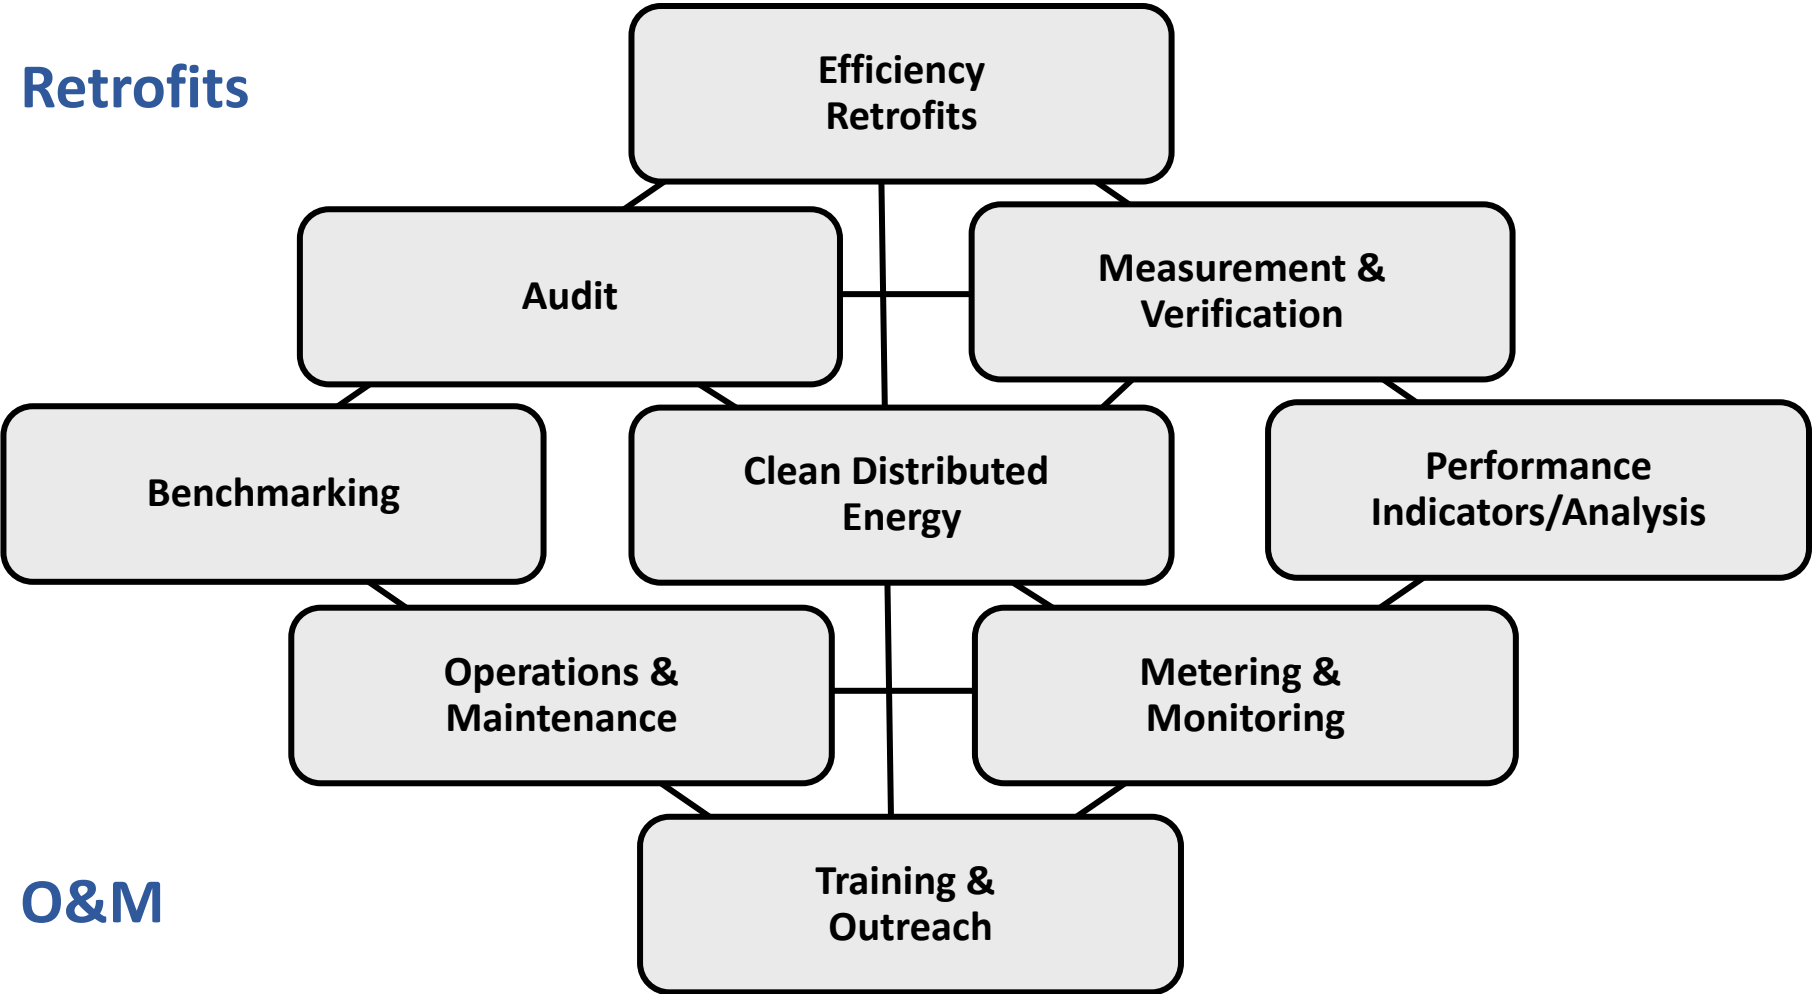 Retrofits
Efficiency
Retrofits
Audit
Measurement &
Verification
Benchmarking
Clean Distributed
Energy
Performance
Indicators/Analysis
Operations &
Maintenance
Metering &
Monitoring
O&M
Training &
Outreach